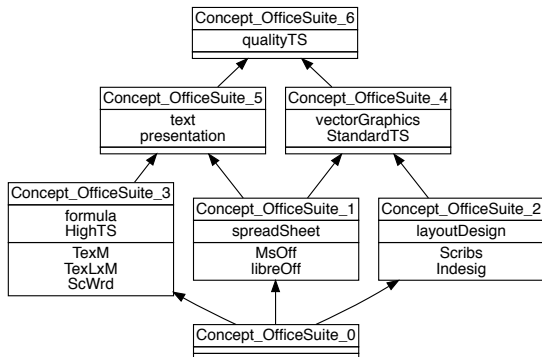 Concept_OfficeSuite_6
qualityTS
Concept_OfficeSuite_5
text
presentation
Concept_OfficeSuite_4
vectorGraphics
StandardTS
Concept_OfficeSuite_3
formula
HighTS
TexM
TexLxM
ScWrd
Concept_OfficeSuite_1
spreadSheet
MsOff
libreOff
Concept_OfficeSuite_2
layoutDesign
Scribs
Indesig
Concept_OfficeSuite_0